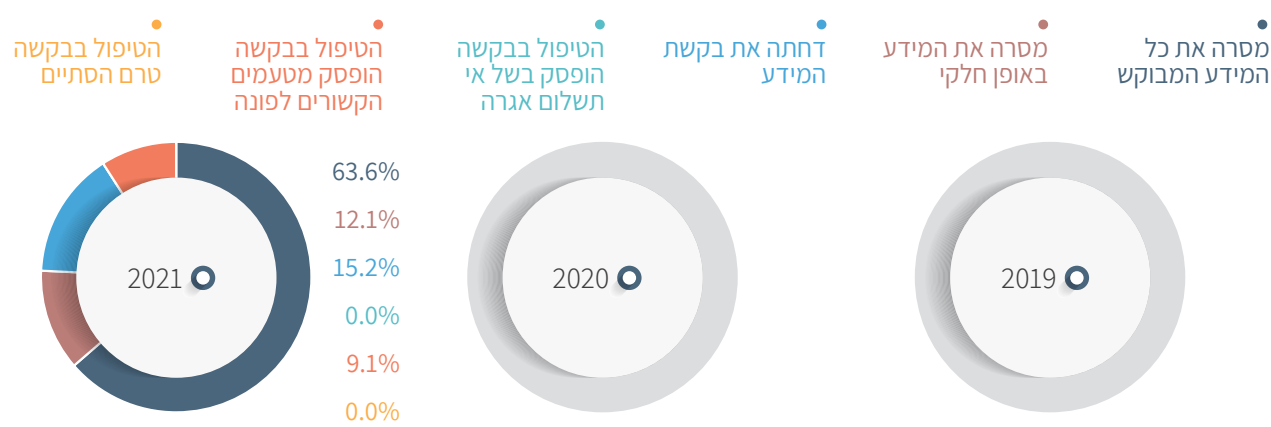 מסרה את כל
המידע המבוקש
מסרה את המידע
באופן חלקי
דחתה את בקשת
המידע
הטיפול בבקשה
הופסק בשל אי
תשלום אגרה
הטיפול בבקשה
הופסק מטעמים
הקשורים לפונה
הטיפול בבקשה
טרם הסתיים
2019
2020
63.6%
12.1%
15.2%
0.0%
9.1%
0.0%
2021